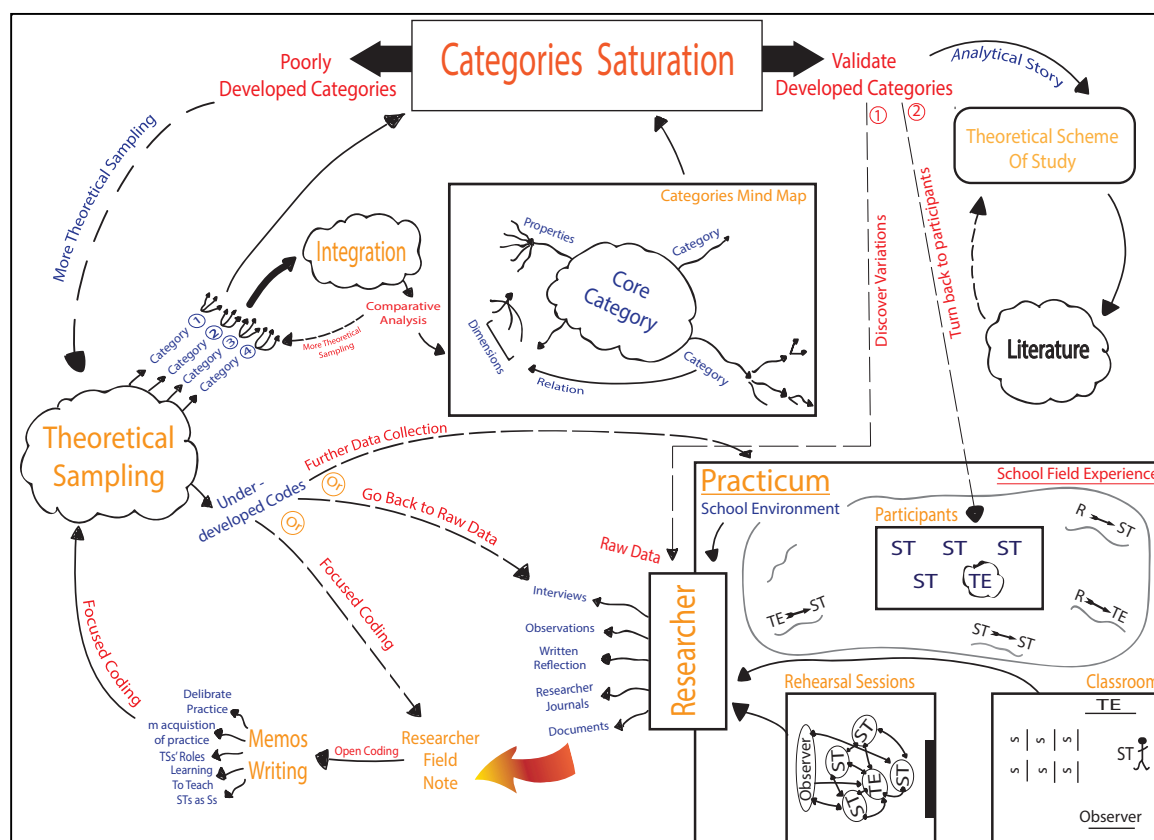 Categories Saturation
Poorly
Developed Categories
Validate
Developed Categories
1
2
Analytical Story
Theoretical Scheme
Of Study
Literature
More Theoretical Sampling
Integration
Comparative
Analysis
More Theoretical
Sampling
Category 1
Category 2
Category 3
Category 4
Categories Mind Map
Properties
Category
Core
Category
Dimensions
Relation
Category
Discover Variations
Turn back to participants
Theoretical
Sampling
Under -
developed Codes
Further Data Collection
Or
Go Back to Raw Data
Or
Focused Coding
Focused Coding
Raw Data
Practicum
School Environment
School Field Experience
Participants
ST ST ST
ST TE
R ST
TE ST
R TE
ST ST
Researcher
Interviews
Observations
Written
Reflection
Researcher
Journals
Documents
Rehearsal Sessions
Observer
ST
ST
TE
ST
ST
Classroom
TE
S S S
S S S
ST
Observer
Researcher
Field
Note
Open Coding
Memos
Writing
Delibrate
Practice
m acquistion
of practice
TSs' Roles
Learning
To Teach
STs as Ss